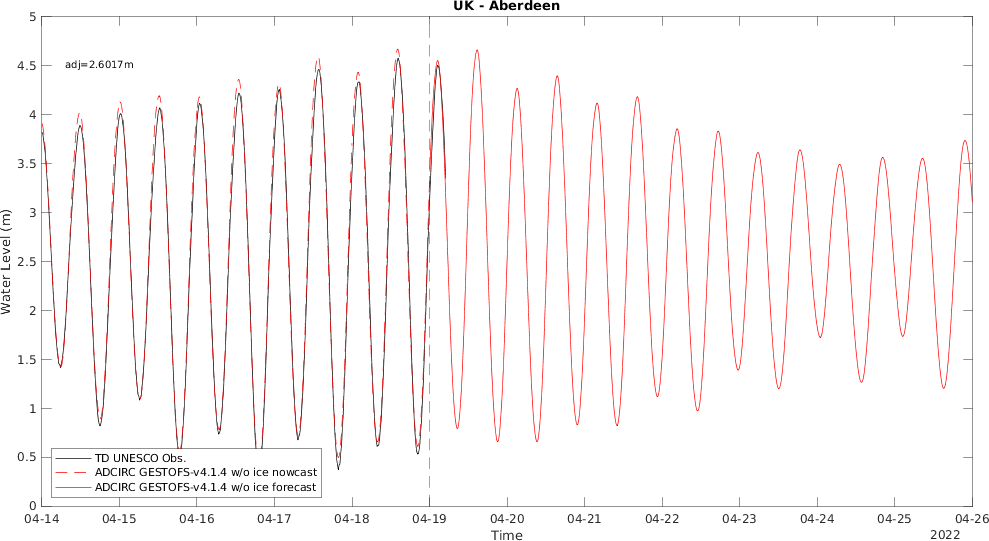 UK - Aberdeen
5
4.5
4
3.5
3
2.5
2
1.5
1
0.5
0
Water Level (m)
adj=2.6017m
TD UNESCO Obs.
ADCIRC GESTOFS-v4.1.4 w/o ice nowcast
ADCIRC GESTOFS-v4.1.4 w/o ice forecast
04-14 04-15 04-16 04-17 04-18 04-19 04-20 04-21 04-22 04-23 04-24 04-25 04-26
Time
2022